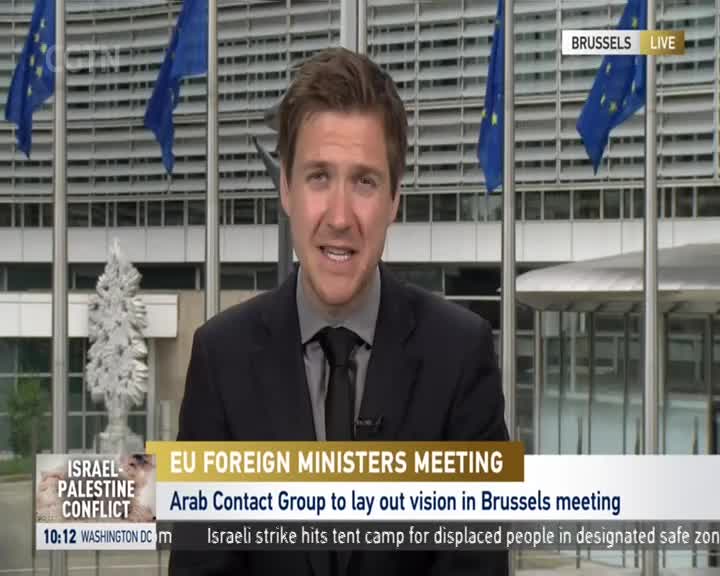 CGTN
BRUSSELS LIVE
ISRAEL-
PALESTINE
CONFLICT
EU FOREIGN MINISTERS MEETING
Arab Contact Group to lay out vision in Brussels meeting
10:12 WASHINGTON DC
Israeli strike hits tent camp for displaced people in designated safe zon